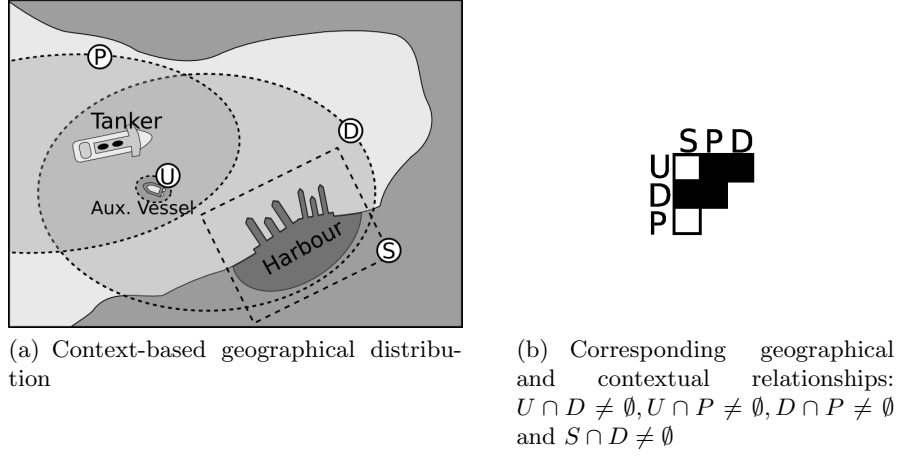 P
Tanker
D
U
Aux. Vessel
Harbour
S
S P D
U
D
P
(a) Context-based geographical distribu-
tion
(b) Corresponding geographical
and contextual relationships:
U ∩ D ≠ ∅, U ∩ P ≠ ∅, D ∩ P ≠ ∅
and S ∩ D ≠ ∅